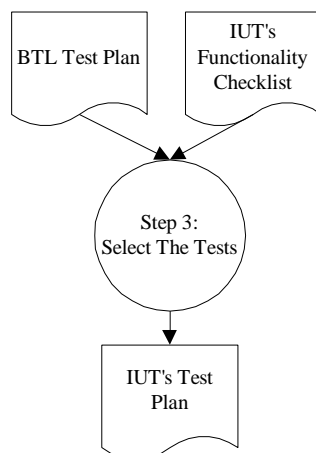 BTL Test Plan
IUT's
Functionality
Checklist
Step 3:
Select The Tests
IUT's Test
Plan